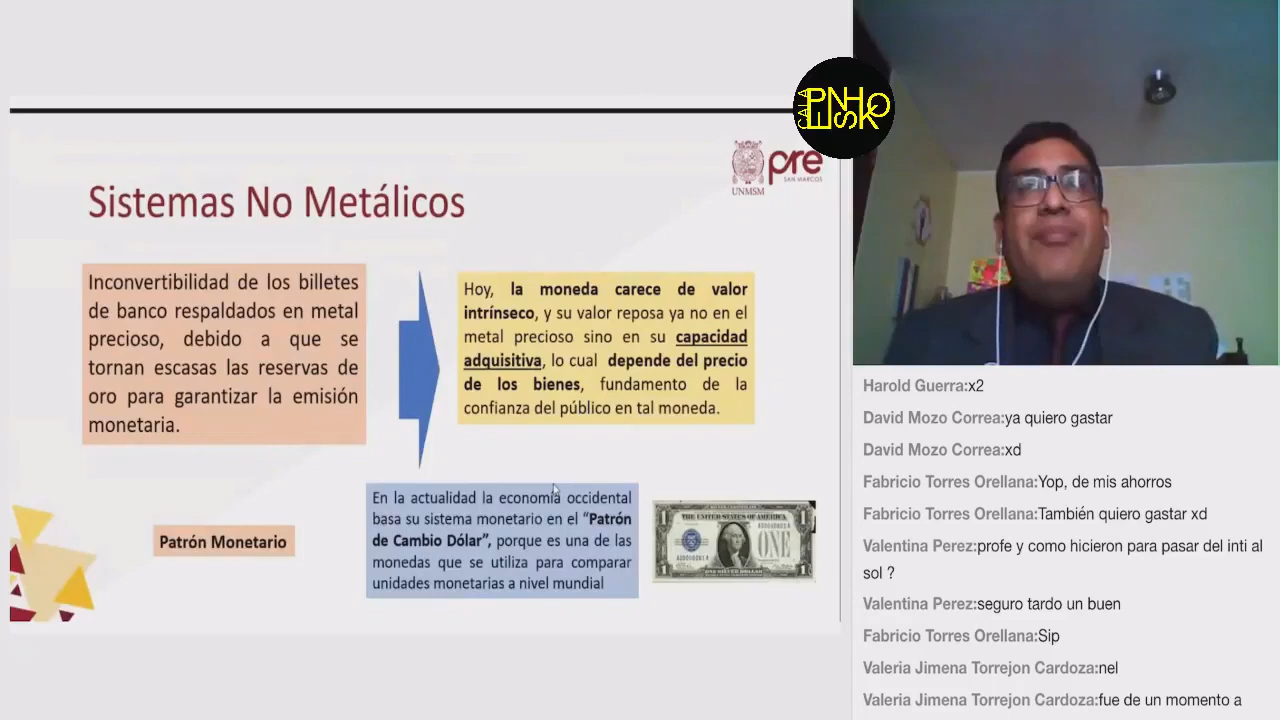 CALA
PNHO
ESK
UNMSM
pre
SAN MARCOS
Sistemas No Metálicos
Inconvertibilidad de los billetes
de banco respaldados en metal
precioso, debido a que se
tornan escasas las reservas de
oro para garantizar la emisión
monetaria.
Hoy, la moneda carece de valor
intrínseco, y su valor reposa ya no en el
metal precioso sino en su capacidad
adquisitiva, lo cual depende del precio
de los bienes, fundamento de la
confianza del público en tal moneda.
Patrón Monetario
En la actualidad la economía occidental
basa su sistema monetario en el “Patrón
de Cambio Dólar”, porque es una de las
monedas que se utiliza para comparar
unidades monetarias a nivel mundial
THE UNITED STATES OF AMERICA
ONE
Harold Guerra:x2
David Mozo Correa:ya quiero gastar
David Mozo Correa:xd
Fabricio Torres Orellana:Yop, de mis ahorros
Fabricio Torres Orellana:También quiero gastar xd
Valentina Perez:profe y como hicieron para pasar del inti al
sol ?
Valentina Perez:seguro tardo un buen
Fabricio Torres Orellana:Sip
Valeria Jimena Torrejon Cardoza:nel
Valeria Jimena Torrejon Cardoza:fue de un momento a